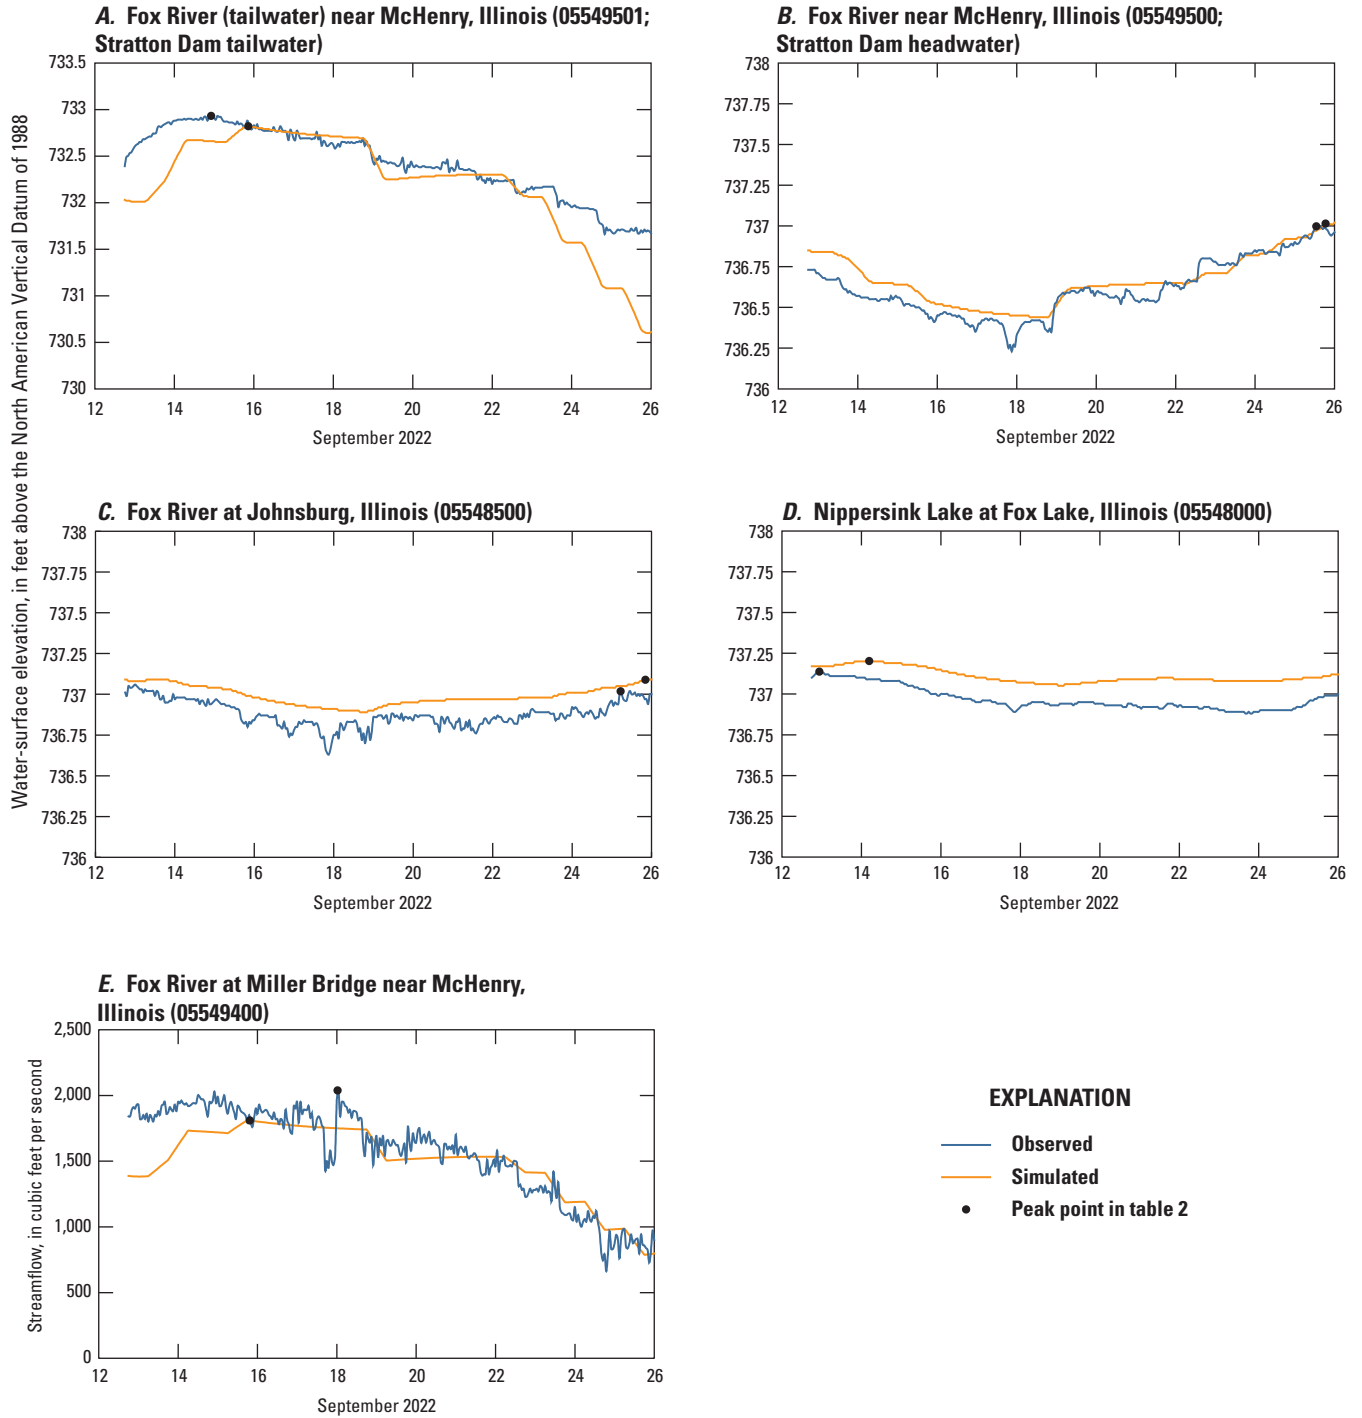 A. Fox River (tailwater) near McHenry, Illinois (05549501;
Stratton Dam tailwater)
733.5
733
732.5
732
731.5
731
730.5
730
12 14 16 18 20 22 24 26
September 2022
B. Fox River near McHenry, Illinois (05549500;
Stratton Dam headwater)
738
737.75
737.5
737.25
737
736.75
736.5
736.25
736
12 14 16 18 20 22 24 26
September 2022
Water-surface elevation, in feet above the North American Vertical Datum of 1988
C. Fox River at Johnsburg, Illinois (05548500)
738
737.75
737.5
737.25
737
736.75
736.5
736.25
736
12 14 16 18 20 22 24 26
September 2022
D. Nippersink Lake at Fox Lake, Illinois (05548000)
738
737.75
737.5
737.25
737
736.75
736.5
736.25
736
12 14 16 18 20 22 24 26
September 2022
E. Fox River at Miller Bridge near McHenry,
Illinois (05549400)
Streamflow, in cubic feet per second
2,500
2,000
1,500
1,000
500
0
12 14 16 18 20 22 24 26
September 2022
EXPLANATION
Observed
Simulated
Peak point in table 2